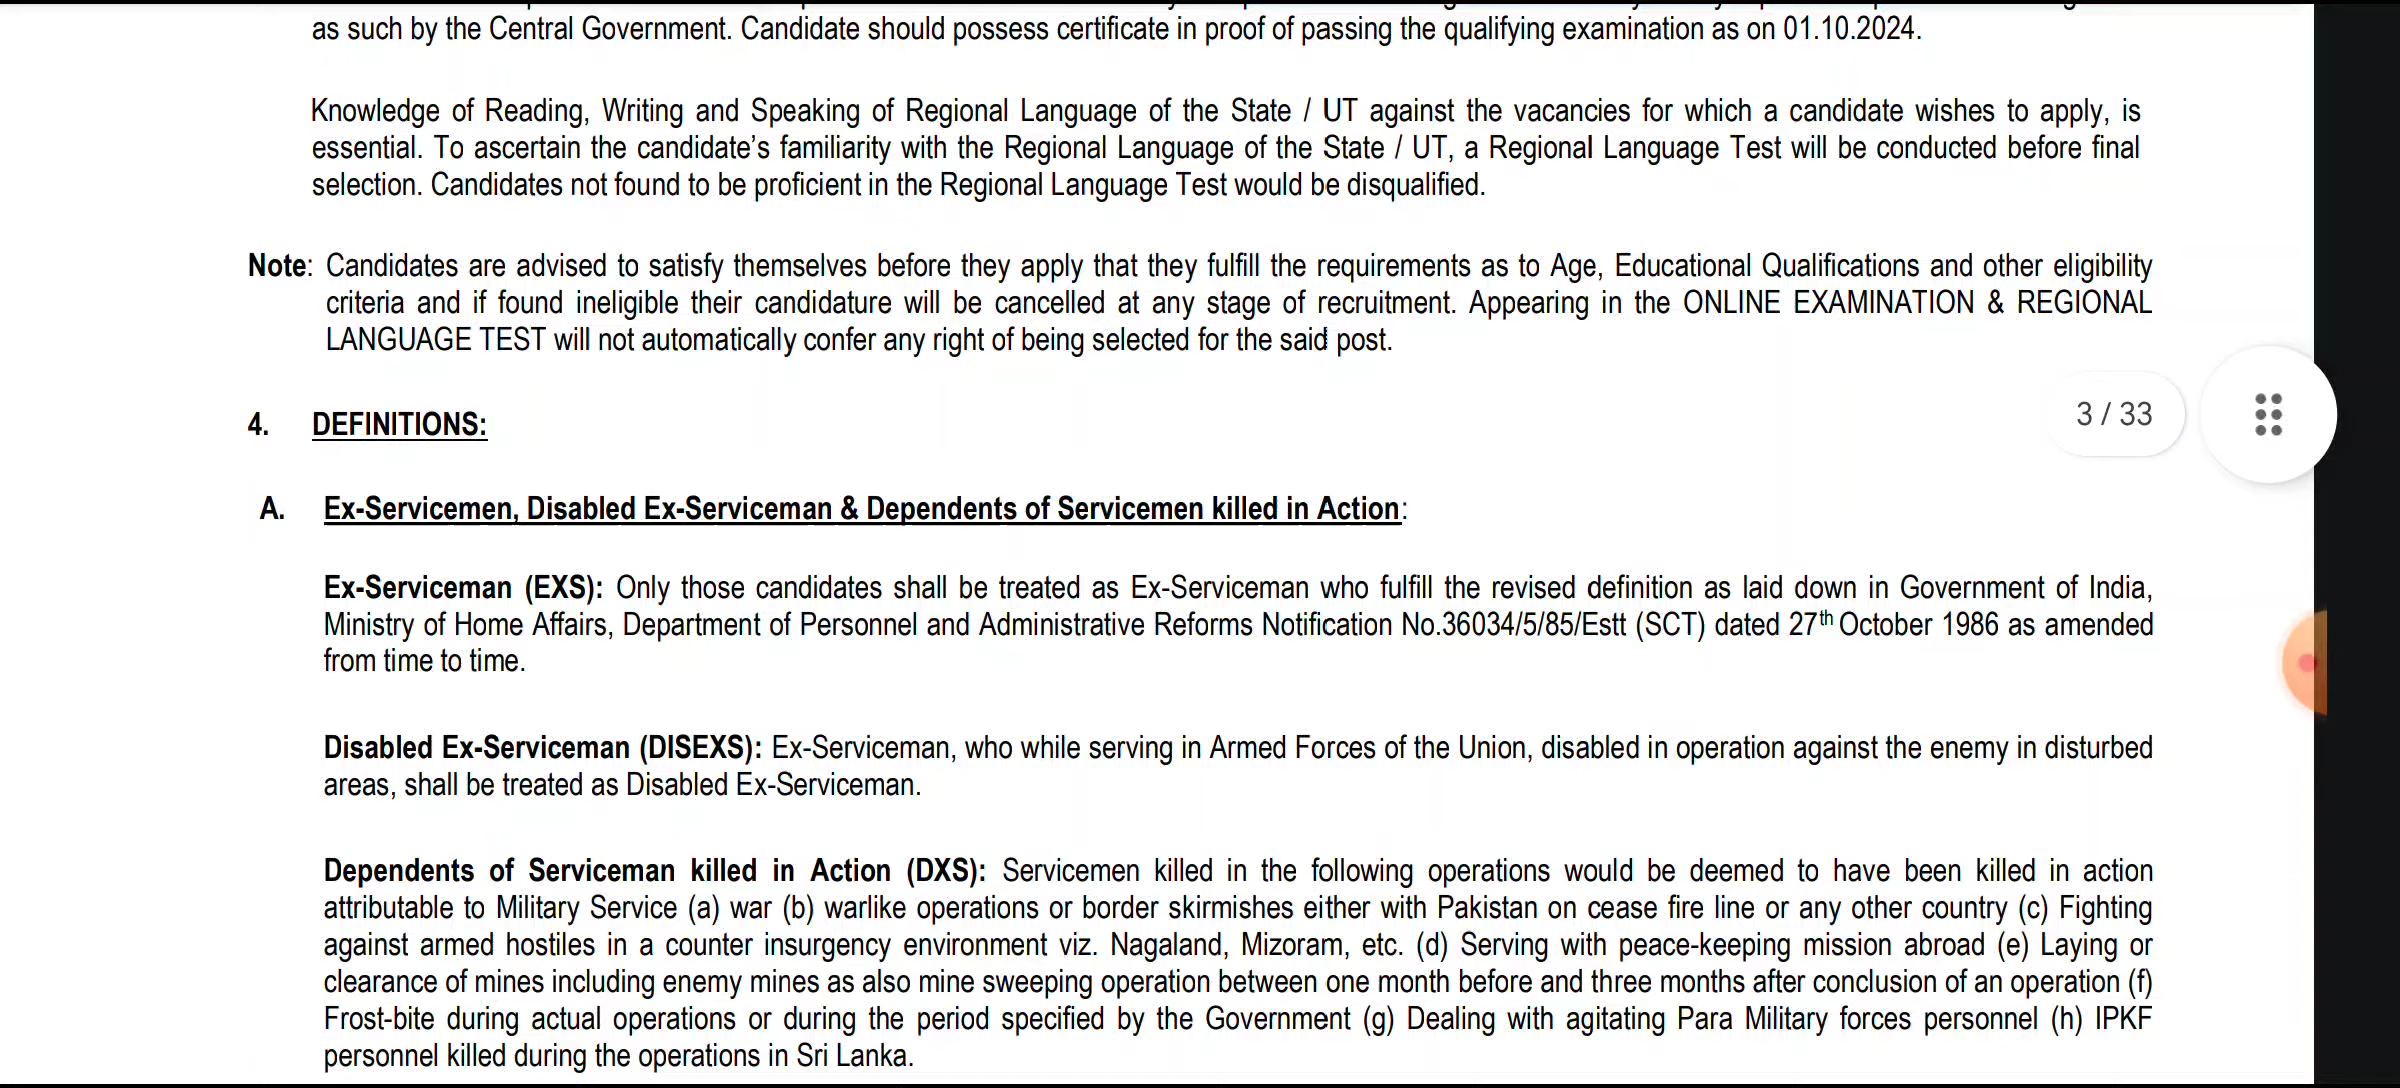 as such by the Central Government. Candidate should possess certificate in proof of passing the qualifying examination as on 01.10.2024.
Knowledge of Reading, Writing and Speaking of Regional Language of the State / UT against the vacancies for which a candidate wishes to apply, is
essential. To ascertain the candidate's familiarity with the Regional Language of the State / UT, a Regional Language Test will be conducted before final
selection. Candidates not found to be proficient in the Regional Language Test would be disqualified.
Note: Candidates are advised to satisfy themselves before they apply that they fulfill the requirements as to Age, Educational Qualifications and other eligibility
criteria and if found ineligible their candidature will be cancelled at any stage of recruitment. Appearing in the ONLINE EXAMINATION & REGIONAL
LANGUAGE TEST will not automatically confer any right of being selected for the said post.
4. DEFINITIONS:
3 / 33
A. Ex-Servicemen, Disabled Ex-Serviceman & Dependents of Servicemen killed in Action:
Ex-Serviceman (EXS): Only those candidates shall be treated as Ex-Serviceman who fulfill the revised definition as laid down in Government of India,
Ministry of Home Affairs, Department of Personnel and Administrative Reforms Notification No.36034/5/85/Estt (SCT) dated 27th October 1986 as amended
from time to time.
Disabled Ex-Serviceman (DISEXS): Ex-Serviceman, who while serving in Armed Forces of the Union, disabled in operation against the enemy in disturbed
areas, shall be treated as Disabled Ex-Serviceman.
Dependents of Serviceman killed in Action (DXS): Servicemen killed in the following operations would be deemed to have been killed in action
attributable to Military Service (a) war (b) warlike operations or border skirmishes either with Pakistan on cease fire line or any other country (c) Fighting
against armed hostiles in a counter insurgency environment viz. Nagaland, Mizoram, etc. (d) Serving with peace-keeping mission abroad (e) Laying or
clearance of mines including enemy mines as also mine sweeping operation between one month before and three months after conclusion of an operation (f)
Frost-bite during actual operations or during the period specified by the Government (g) Dealing with agitating Para Military forces personnel (h) IPKF
personnel killed during the operations in Sri Lanka.